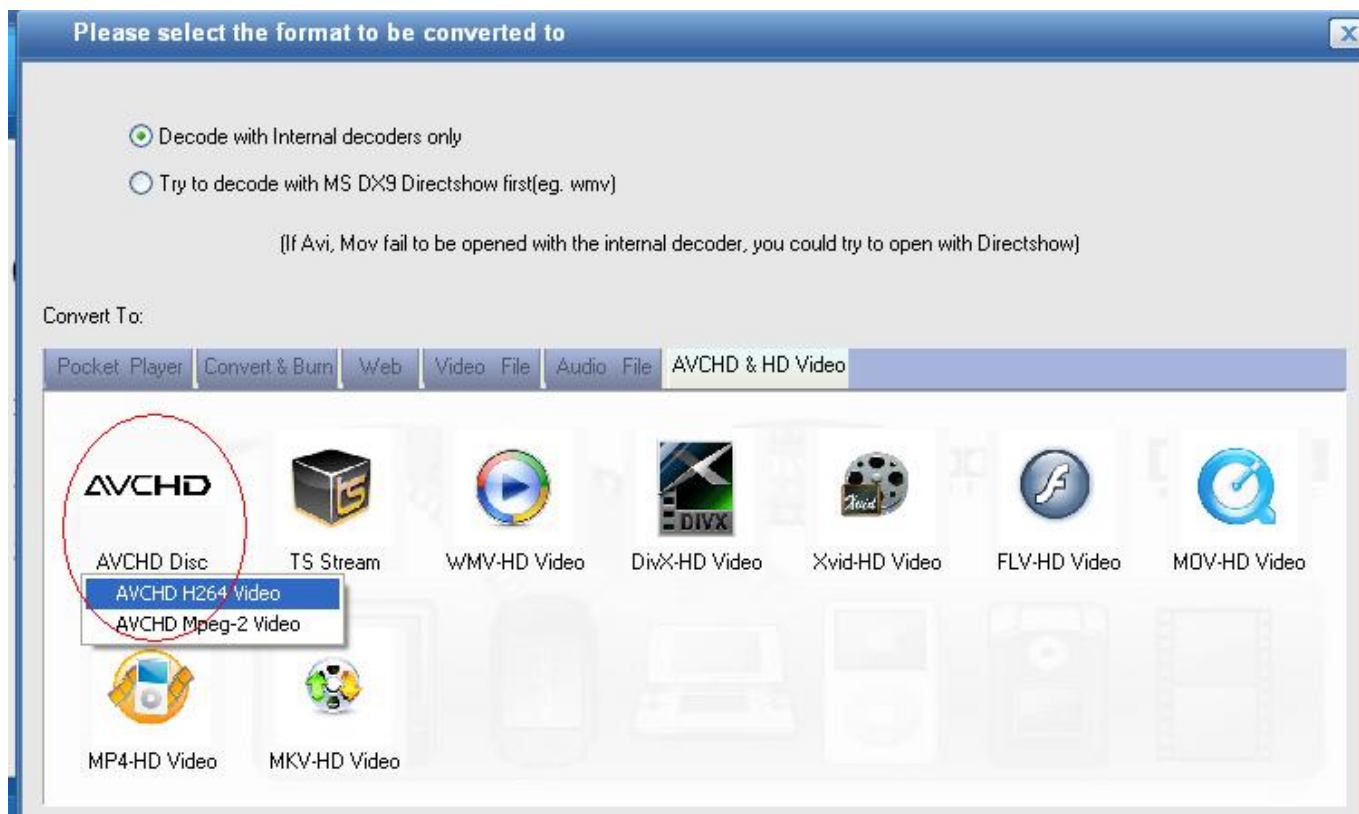 Please select the format to be converted to
Decode with Internal decoders only
Try to decode with MS DX9 Directshow first(eg. wmv)
(If Avi, Mov fail to be opened with the internal decoder, you could try to open with Directshow)
Convert To:
Pocket Player Convert & Burn Web Video File Audio File AVCHD & HD Video
AVCHD TS DIVX Xvid
AVCHD Disc TS Stream WMV-HD Video DivX-HD Video Xvid-HD Video FLV-HD Video MOV-HD Video
AVCHD H264 Video
AVCHD Mpeg-2 Video
MP4-HD Video MKV-HD Video